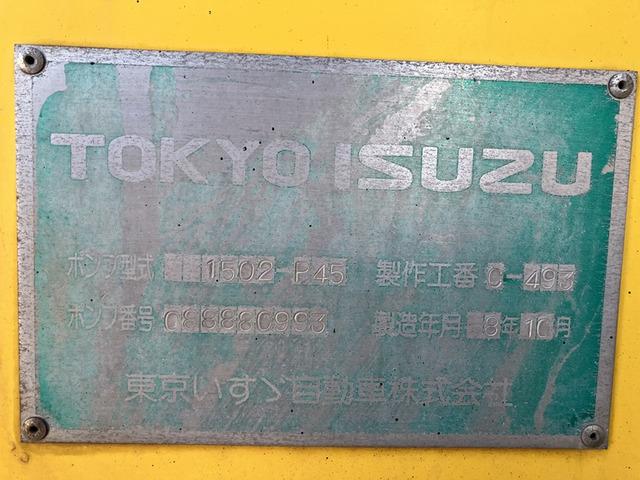 TOKYO ISUZU
ポンプ型式 1502-P45 製作工番 C-493
ポンプ番号 製造年月 8年10月
東京いすゞ自動車株式会社